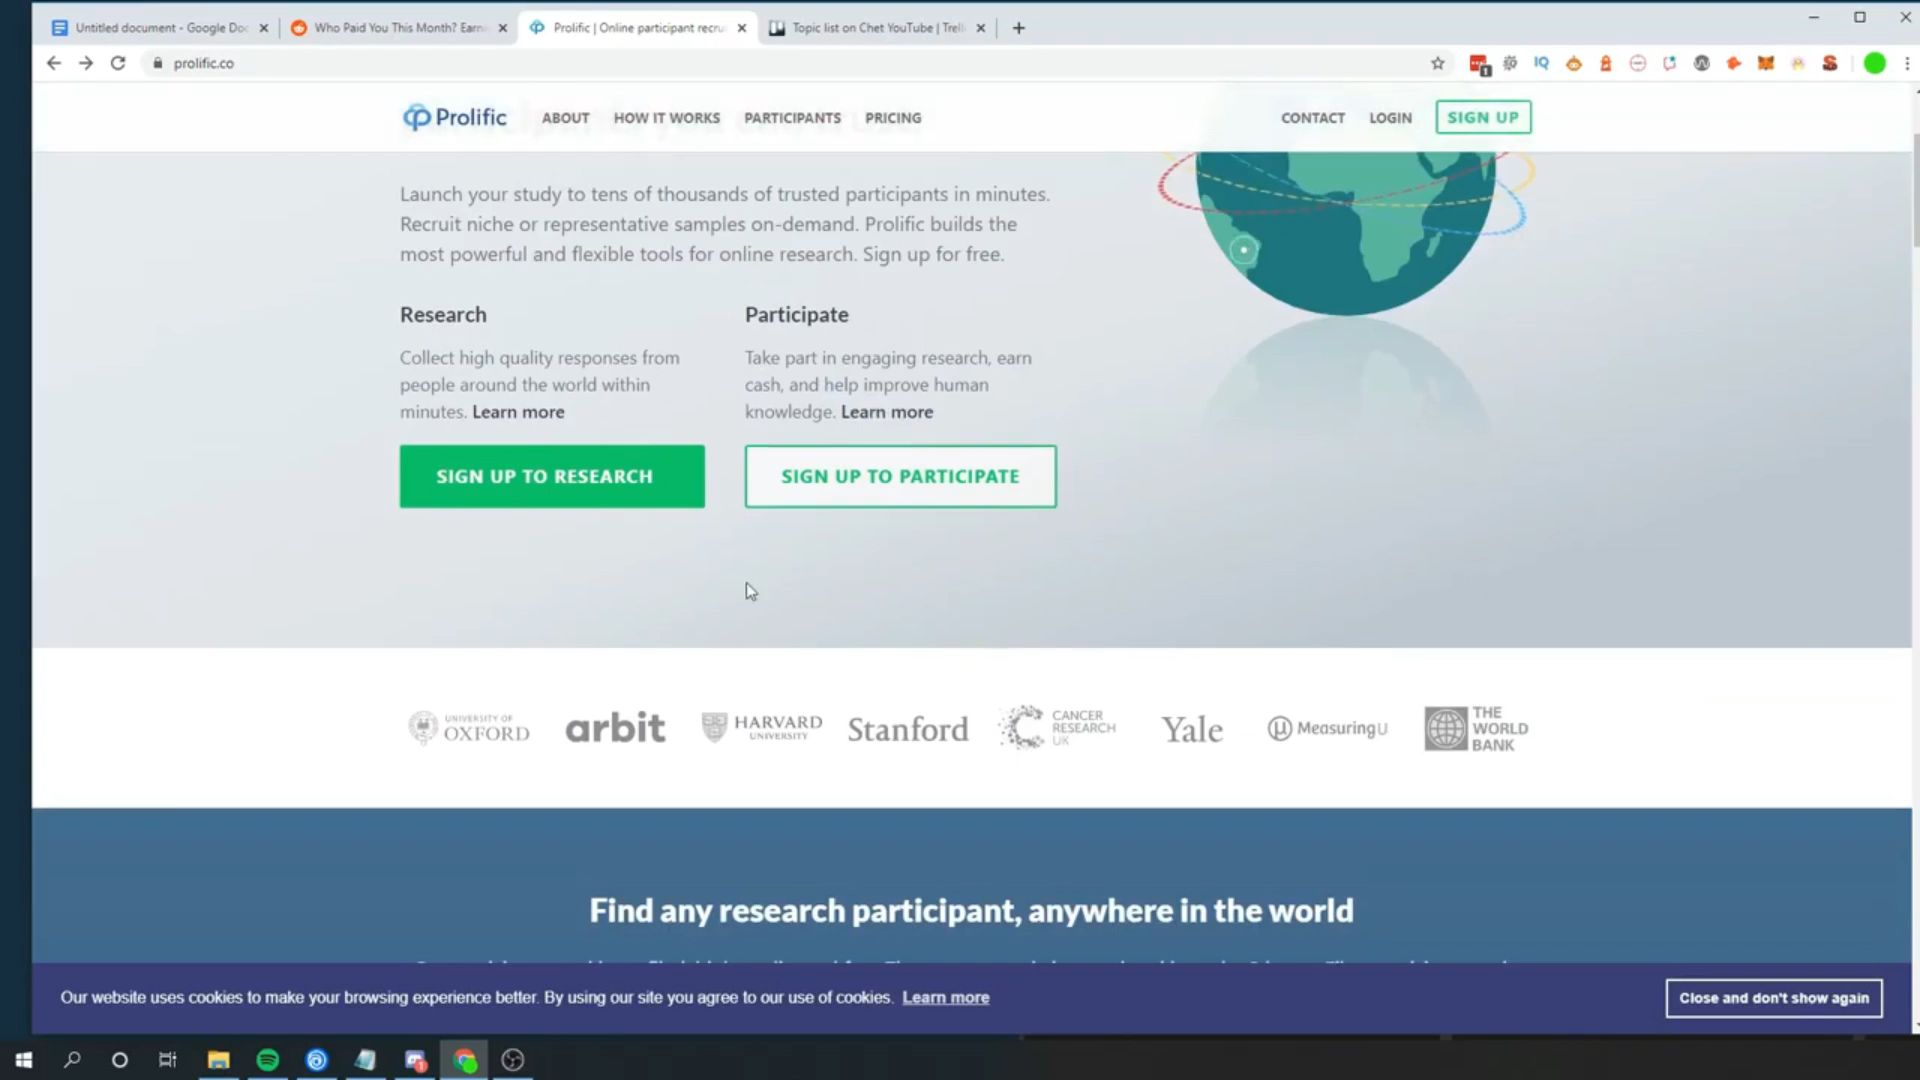 Untitled document - Google Doc
Who Paid You This Month? Earn
Prolific | Online participant recru
Topic list on Chet YouTube | Trell
prolific.co
Prolific
ABOUT
HOW IT WORKS
PARTICIPANTS
PRICING
CONTACT
LOGIN
SIGN UP
Launch your study to tens of thousands of trusted participants in minutes.
Recruit niche or representative samples on-demand. Prolific builds the
most powerful and flexible tools for online research. Sign up for free.
Research
Collect high quality responses from
people around the world within
minutes. Learn more
SIGN UP TO RESEARCH
Participate
Take part in engaging research, earn
cash, and help improve human
knowledge. Learn more
SIGN UP TO PARTICIPATE
UNIVERSITY OF
OXFORD
arbit
HARVARD
UNIVERSITY
Stanford
CANCER
RESEARCH
UK
Yale
MeasuringU
THE
WORLD
BANK
Find any research participant, anywhere in the world
Our website uses cookies to make your browsing experience better. By using our site you agree to our use of cookies. Learn more
Close and don't show again